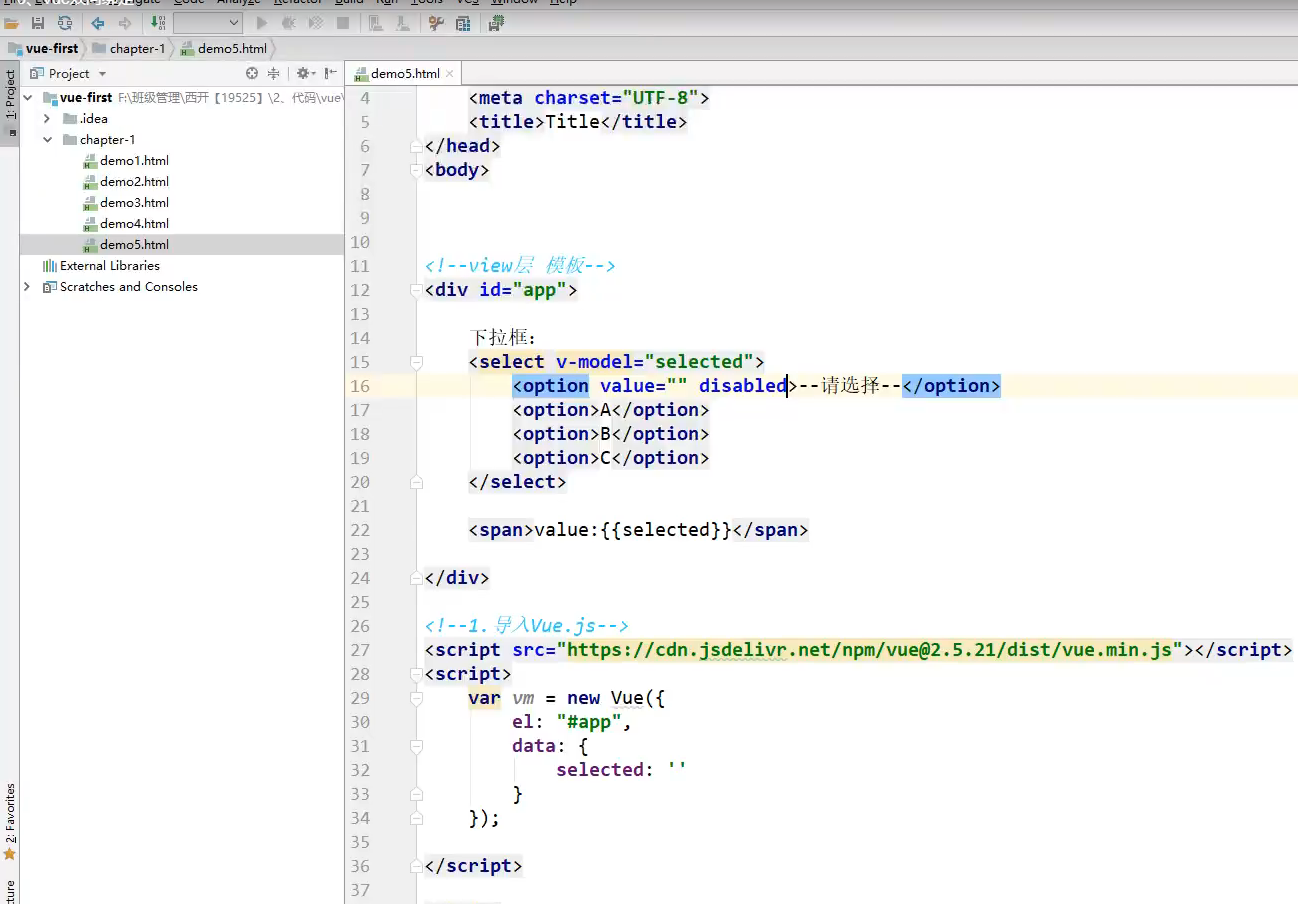 Code Analyze Refactor Build Run Tools VCS Window Help
vue-first chapter-1 demo5.html
Project
demo5.html
1: Project
vue-first F:\班级管理\西开【19525】\2、代码\vue\
.idea
chapter-1
demo1.html
demo2.html
demo3.html
demo4.html
demo5.html
External Libraries
Scratches and Consoles
2: Favorites
4 <meta charset="UTF-8">
5 <title>Title</title>
6 </head>
7 <body>
8
9
10
11 <!--view层 模板-->
12 <div id="app">
13
14 下拉框：
15 <select v-model="selected">
16 <option value="" disabled>--请选择--</option>
17 <option>A</option>
18 <option>B</option>
19 <option>C</option>
20 </select>
21
22 <span>value:{{selected}}</span>
23
24 </div>
25
26 <!--1.导入Vue.js-->
27 <script src="https://cdn.jsdelivr.net/npm/vue@2.5.21/dist/vue.min.js"></script>
28 <script>
29 var vm = new Vue({
30 el: "#app",
31 data: {
32 selected: ''
33 }
34 });
35
36 </script>
37